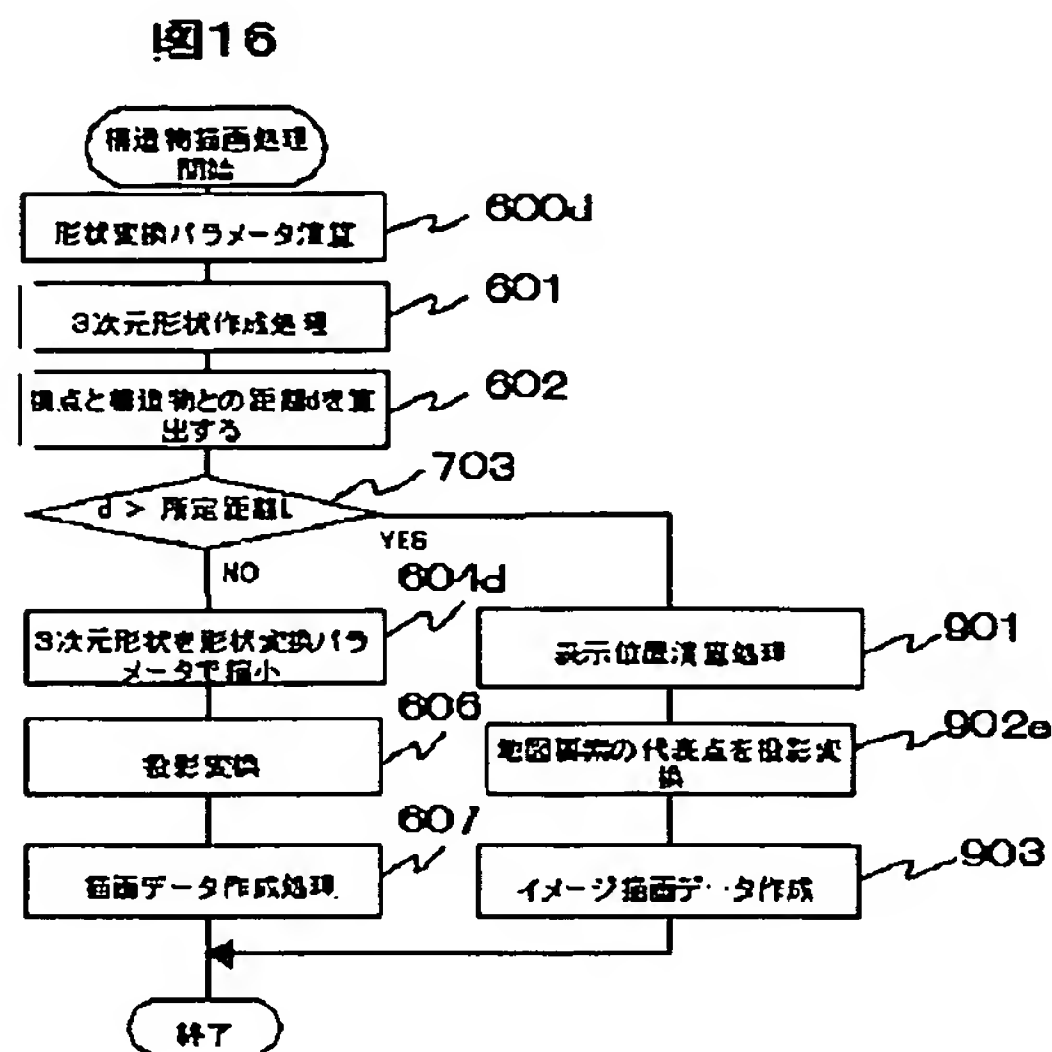 図16
構造物描画処理
開始
形状変換パラメータ演算
600d
3次元形状作成処理
601
視点と構造物との距離dを算
出する
602
d > 所定距離L
703
YES
NO
3次元形状を形状変換パラ
メータで縮小
604d
投影変換
606
描画データ作成処理
607
表示位置演算処理
901
地図要素の代表点を投影変
換
902e
イメージ描画データ作成
903
終了